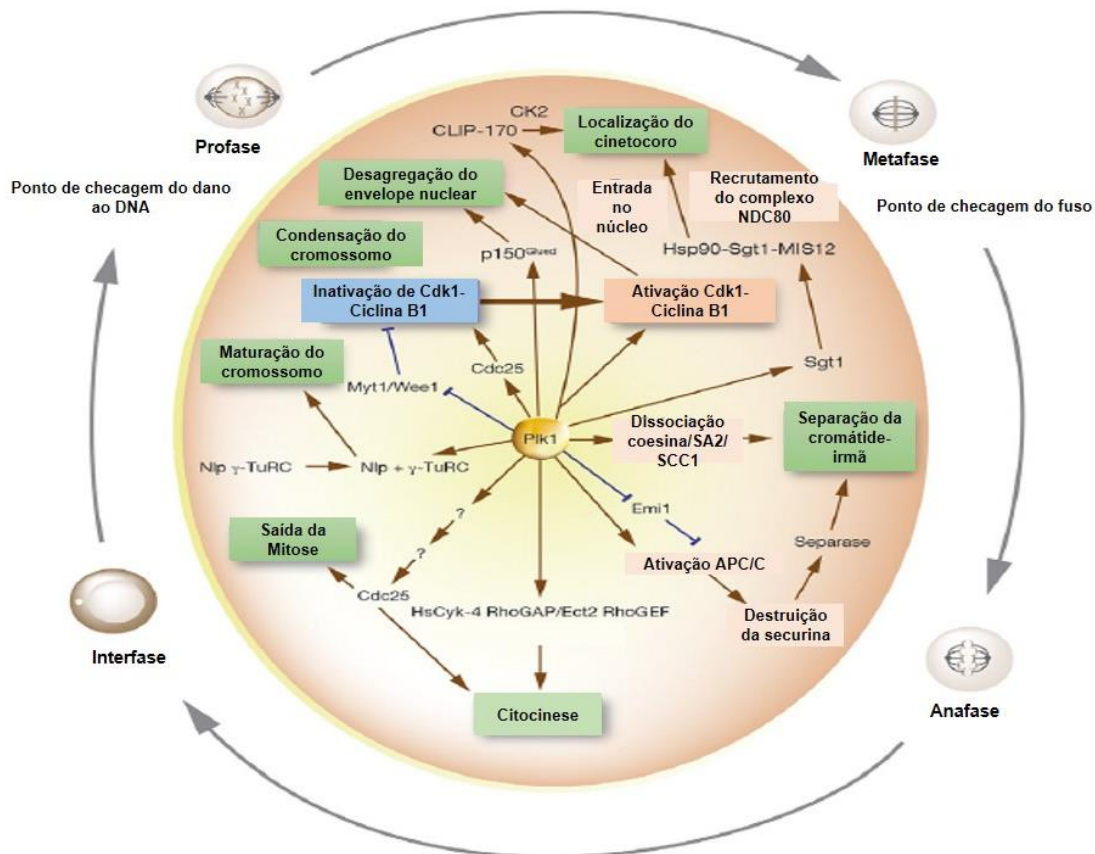 CK2
CLIP-170
Localização do
cinetocoro
Profase
Metafase
Ponto de checagem do dano
ao DNA
Desagregação do
envelope nuclear
Entrada
no
núcleo
Recrutamento
do complexo
NDC80
Ponto de checagem do fuso
Condensação do
cromossomo
p150Glued
Hsp90-Sgt1-MIS12
Inativação de Cdk1-
Ciclina B1
Ativação Cdk1-
Ciclina B1
Maturação do
cromossomo
Myt1/Wee1
Cdc25
Sgt1
Plk1
Dissociação
coesina/SA2/
SCC1
Separação da
cromátide-
irmã
Nlp γ-TuRC
Nlp + γ-TuRC
?
Emi1
Saída da
Mitose
?
Separase
Ativação APC/C
Cdc25
HsCyk-4 RhoGAP/Ect2 RhoGEF
Destruição
da securina
Interfase
Anafase
Citocinese